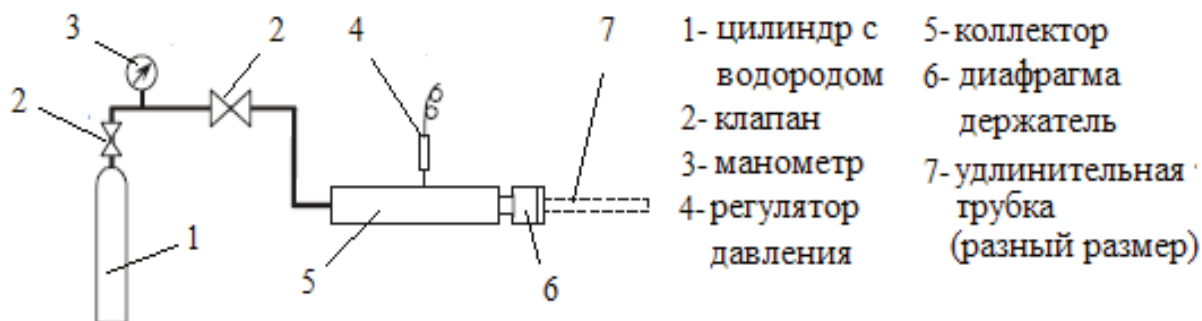 3
2
4
7
2
1
5
6
1- цилиндр с
водородом
2- клапан
3- манометр
4- регулятор
давления
5- коллектор
6- диафрагма
держатель
7- удлинительная
трубка
(разный размер)